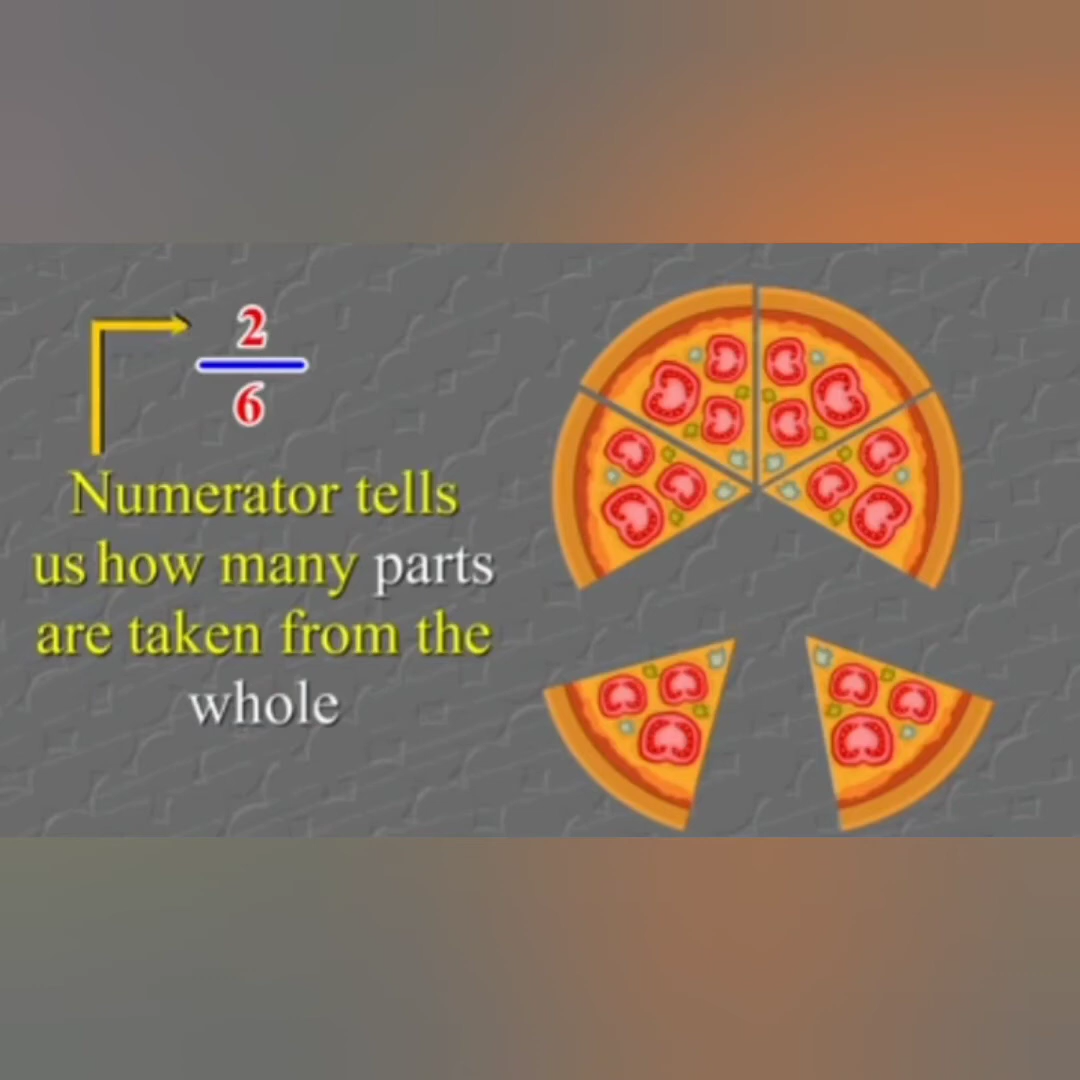 2
6
Numerator tells
us how many parts
are taken from the
whole